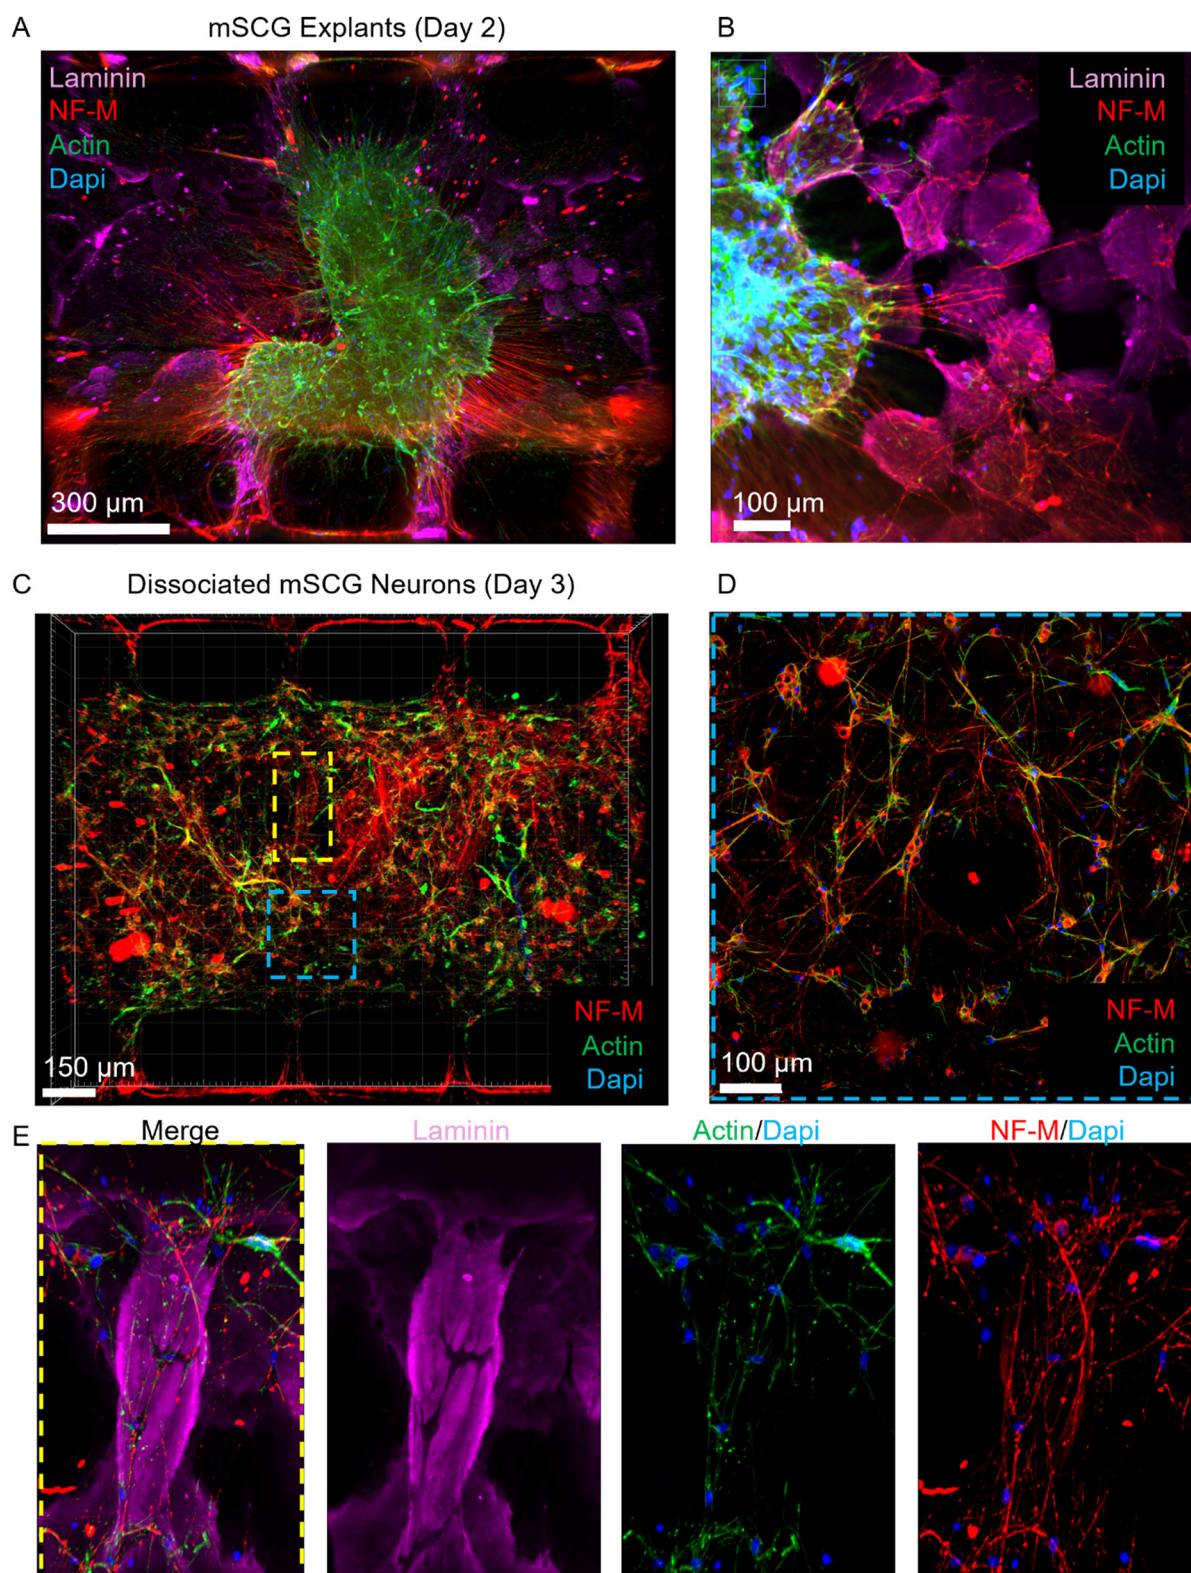 A
mSCG Explants (Day 2)
Laminin
NF-M
Actin
Dapi
300 µm
B
Laminin
NF-M
Actin
Dapi
100 µm
C
Dissociated mSCG Neurons (Day 3)
NF-M
Actin
Dapi
150 µm
D
NF-M
Actin
Dapi
100 µm
E
Merge
Laminin
Actin/Dapi
NF-M/Dapi